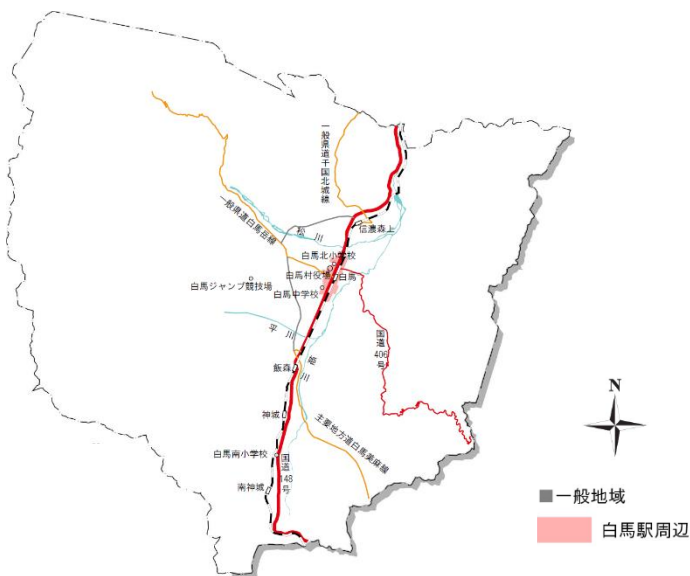 一般県道千国北城線
一般県道白馬岳線
松川
信濃森上
白馬北小学校
白馬村役場
白馬
白馬ジャンプ競技場
白馬中学校
平川
姫川
国道406号
飯森
神城
主要地方道白馬美麻線
白馬南小学校
国道148号
南神城
N
一般地域
白馬駅周辺